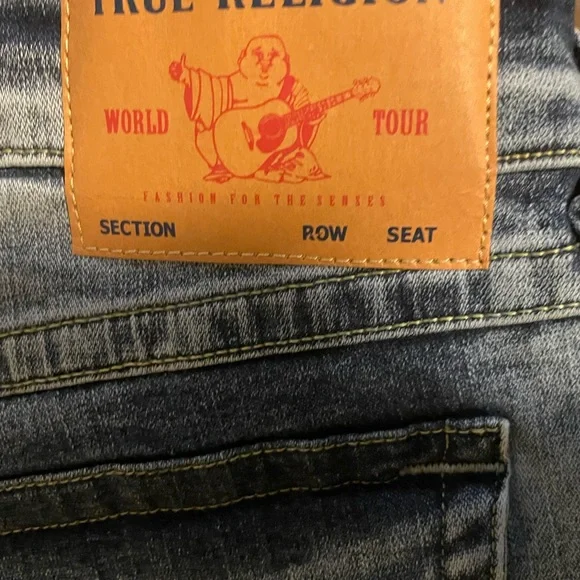 TRUE RELIGION
WORLD TOUR
FASHION FOR THE SENSES
SECTION ROW SEAT